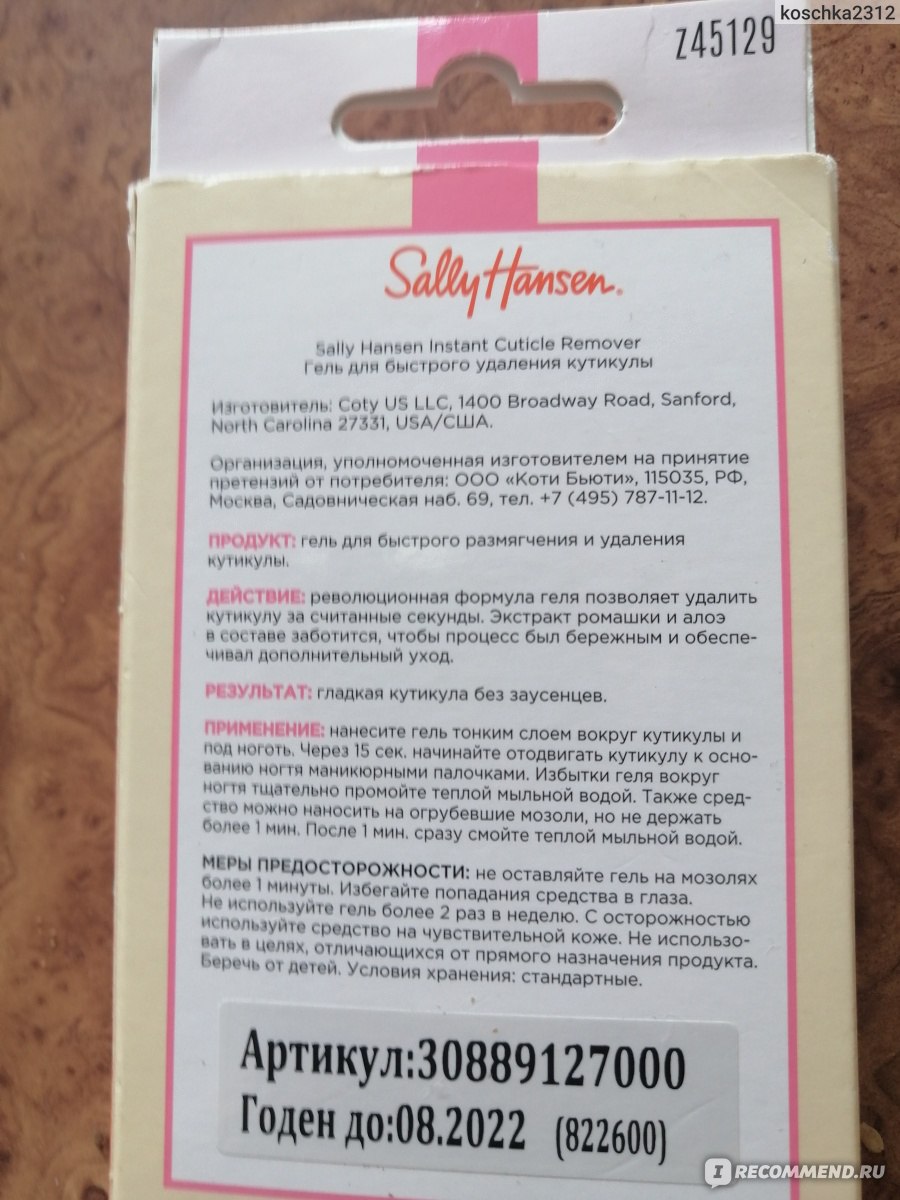 koschka2312
z45129
Sally Hansen.
Sally Hansen Instant Cuticle Remover
Гель для быстрого удаления кутикулы
Изготовитель: Coty US LLC, 1400 Broadway Road, Sanford,
North Carolina 27331, USA/США.
Организация, уполномоченная изготовителем на принятие
претензий от потребителя: ООО «Коти Бьюти», 115035, РФ,
Москва, Садовническая наб. 69, тел. +7 (495) 787-11-12.
ПРОДУКТ: гель для быстрого размягчения и удаления
кутикулы.
ДЕЙСТВИЕ: революционная формула геля позволяет удалить
кутикулу за считанные секунды. Экстракт ромашки и алоэ
в составе заботится, чтобы процесс был бережным и обеспе-
чивал дополнительный уход.
РЕЗУЛЬТАТ: гладкая кутикула без заусенцев.
ПРИМЕНЕНИЕ: нанесите гель тонким слоем вокруг кутикулы и
под ноготь. Через 15 сек. начинайте отодвигать кутикулу к осно-
ванию ногтя маникюрными палочками. Избытки геля вокруг
ногтя тщательно промойте теплой мыльной водой. Также сред-
ство можно наносить на огрубевшие мозоли, но не держать
более 1 мин. После 1 мин. сразу смойте теплой мыльной водой.
МЕРЫ ПРЕДОСТОРОЖНОСТИ: не оставляйте гель на мозолях
более 1 минуты. Избегайте попадания средства в глаза.
Не используйте гель более 2 раз в неделю. С осторожностью
используйте средство на чувствительной коже. Не использо-
вать в целях, отличающихся от прямого назначения продукта.
Беречь от детей. Условия хранения: стандартные.
Артикул:30889127000
Годен до:08.2022 (822600)
I RECOMMEND.RU